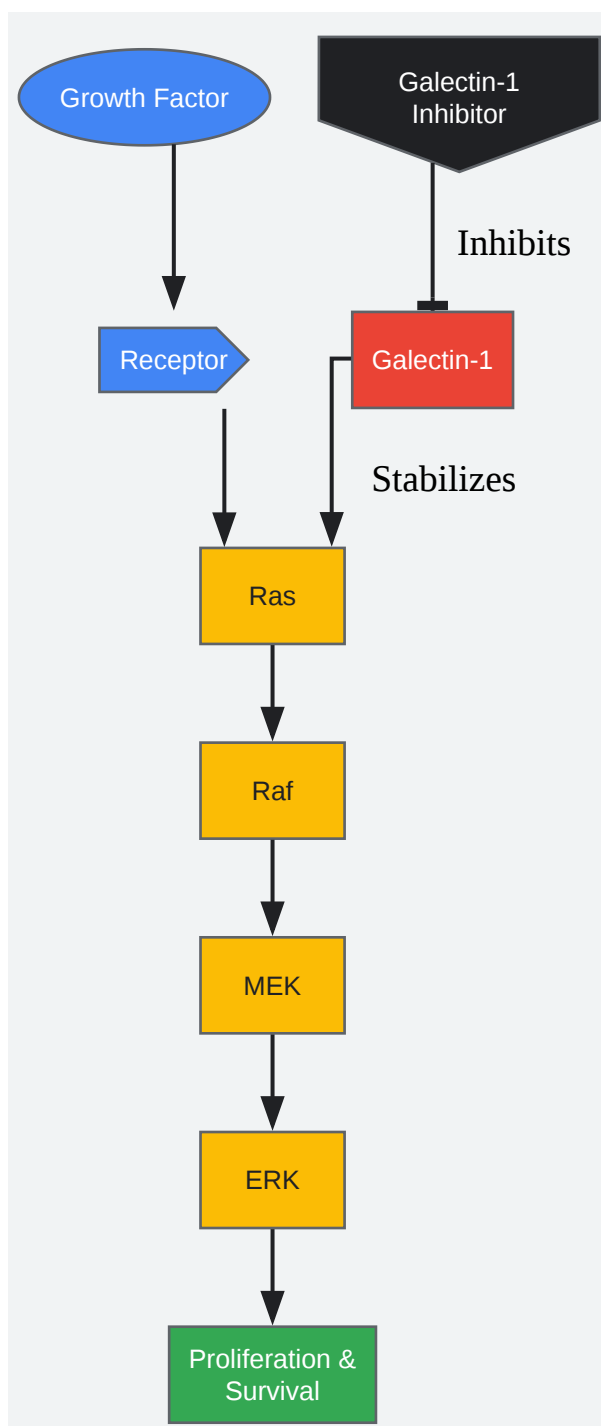 Growth Factor
Galectin-1
Inhibitor
Inhibits
Receptor
Galectin-1
Stabilizes
Ras
Raf
MEK
ERK
Proliferation &
Survival